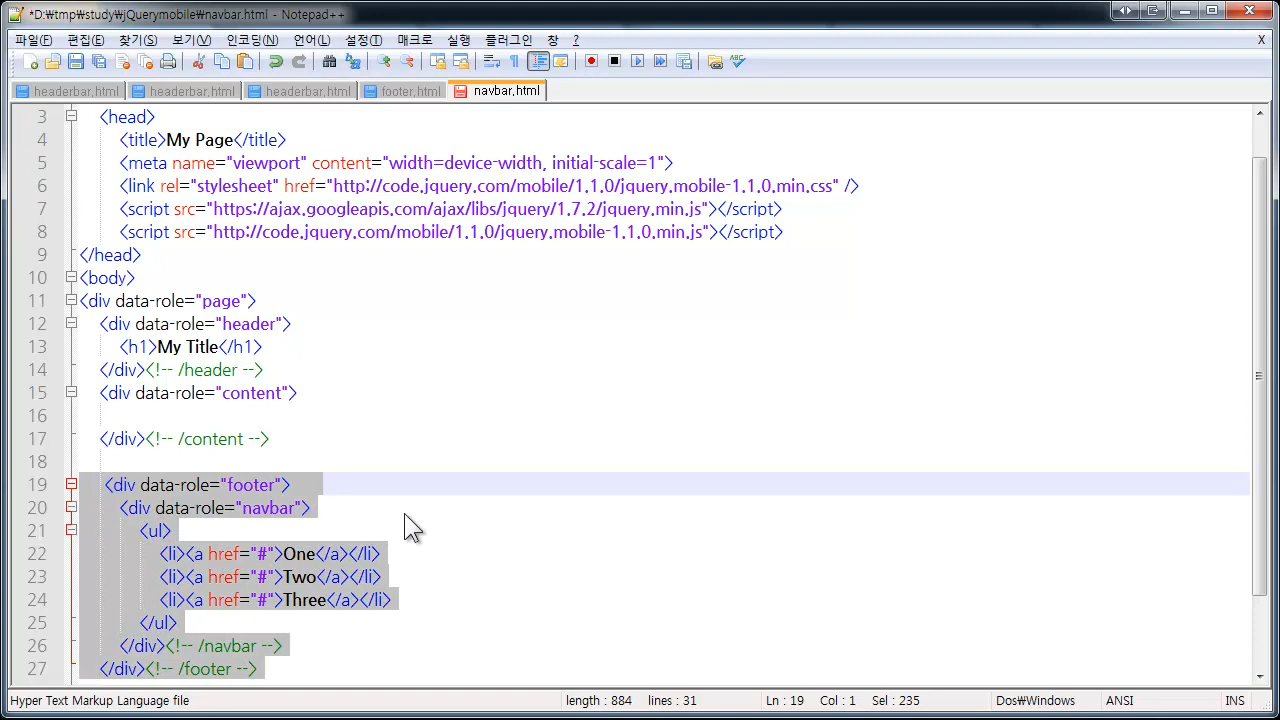 *D:₩tmp₩study₩jQuerymobile₩navbar.html - Notepad++
파일(F) 편집(E) 찾기(S) 보기(V) 인코딩(N) 언어(L) 설정(T) 매크로 실행 플러그인 창 ? X
headerbar.html headerbar.html headerbar.html footer.html navbar.html
3 <head>
4 <title>My Page</title>
5 <meta name="viewport" content="width=device-width, initial-scale=1">
6 <link rel="stylesheet" href="http://code.jquery.com/mobile/1.1.0/jquery.mobile-1.1.0.min.css" />
7 <script src="https://ajax.googleapis.com/ajax/libs/jquery/1.7.2/jquery.min.js"></script>
8 <script src="http://code.jquery.com/mobile/1.1.0/jquery.mobile-1.1.0.min.js"></script>
9 </head>
10 <body>
11 <div data-role="page">
12 <div data-role="header">
13 <h1>My Title</h1>
14 </div><!-- /header -->
15 <div data-role="content">
16
17 </div><!-- /content -->
18
19 <div data-role="footer">
20 <div data-role="navbar">
21 <ul>
22 <li><a href="#">One</a></li>
23 <li><a href="#">Two</a></li>
24 <li><a href="#">Three</a></li>
25 </ul>
26 </div><!-- /navbar -->
27 </div><!-- /footer -->
Hyper Text Markup Language file length : 884 lines : 31 Ln : 19 Col : 1 Sel : 235 Dos₩Windows ANSI INS